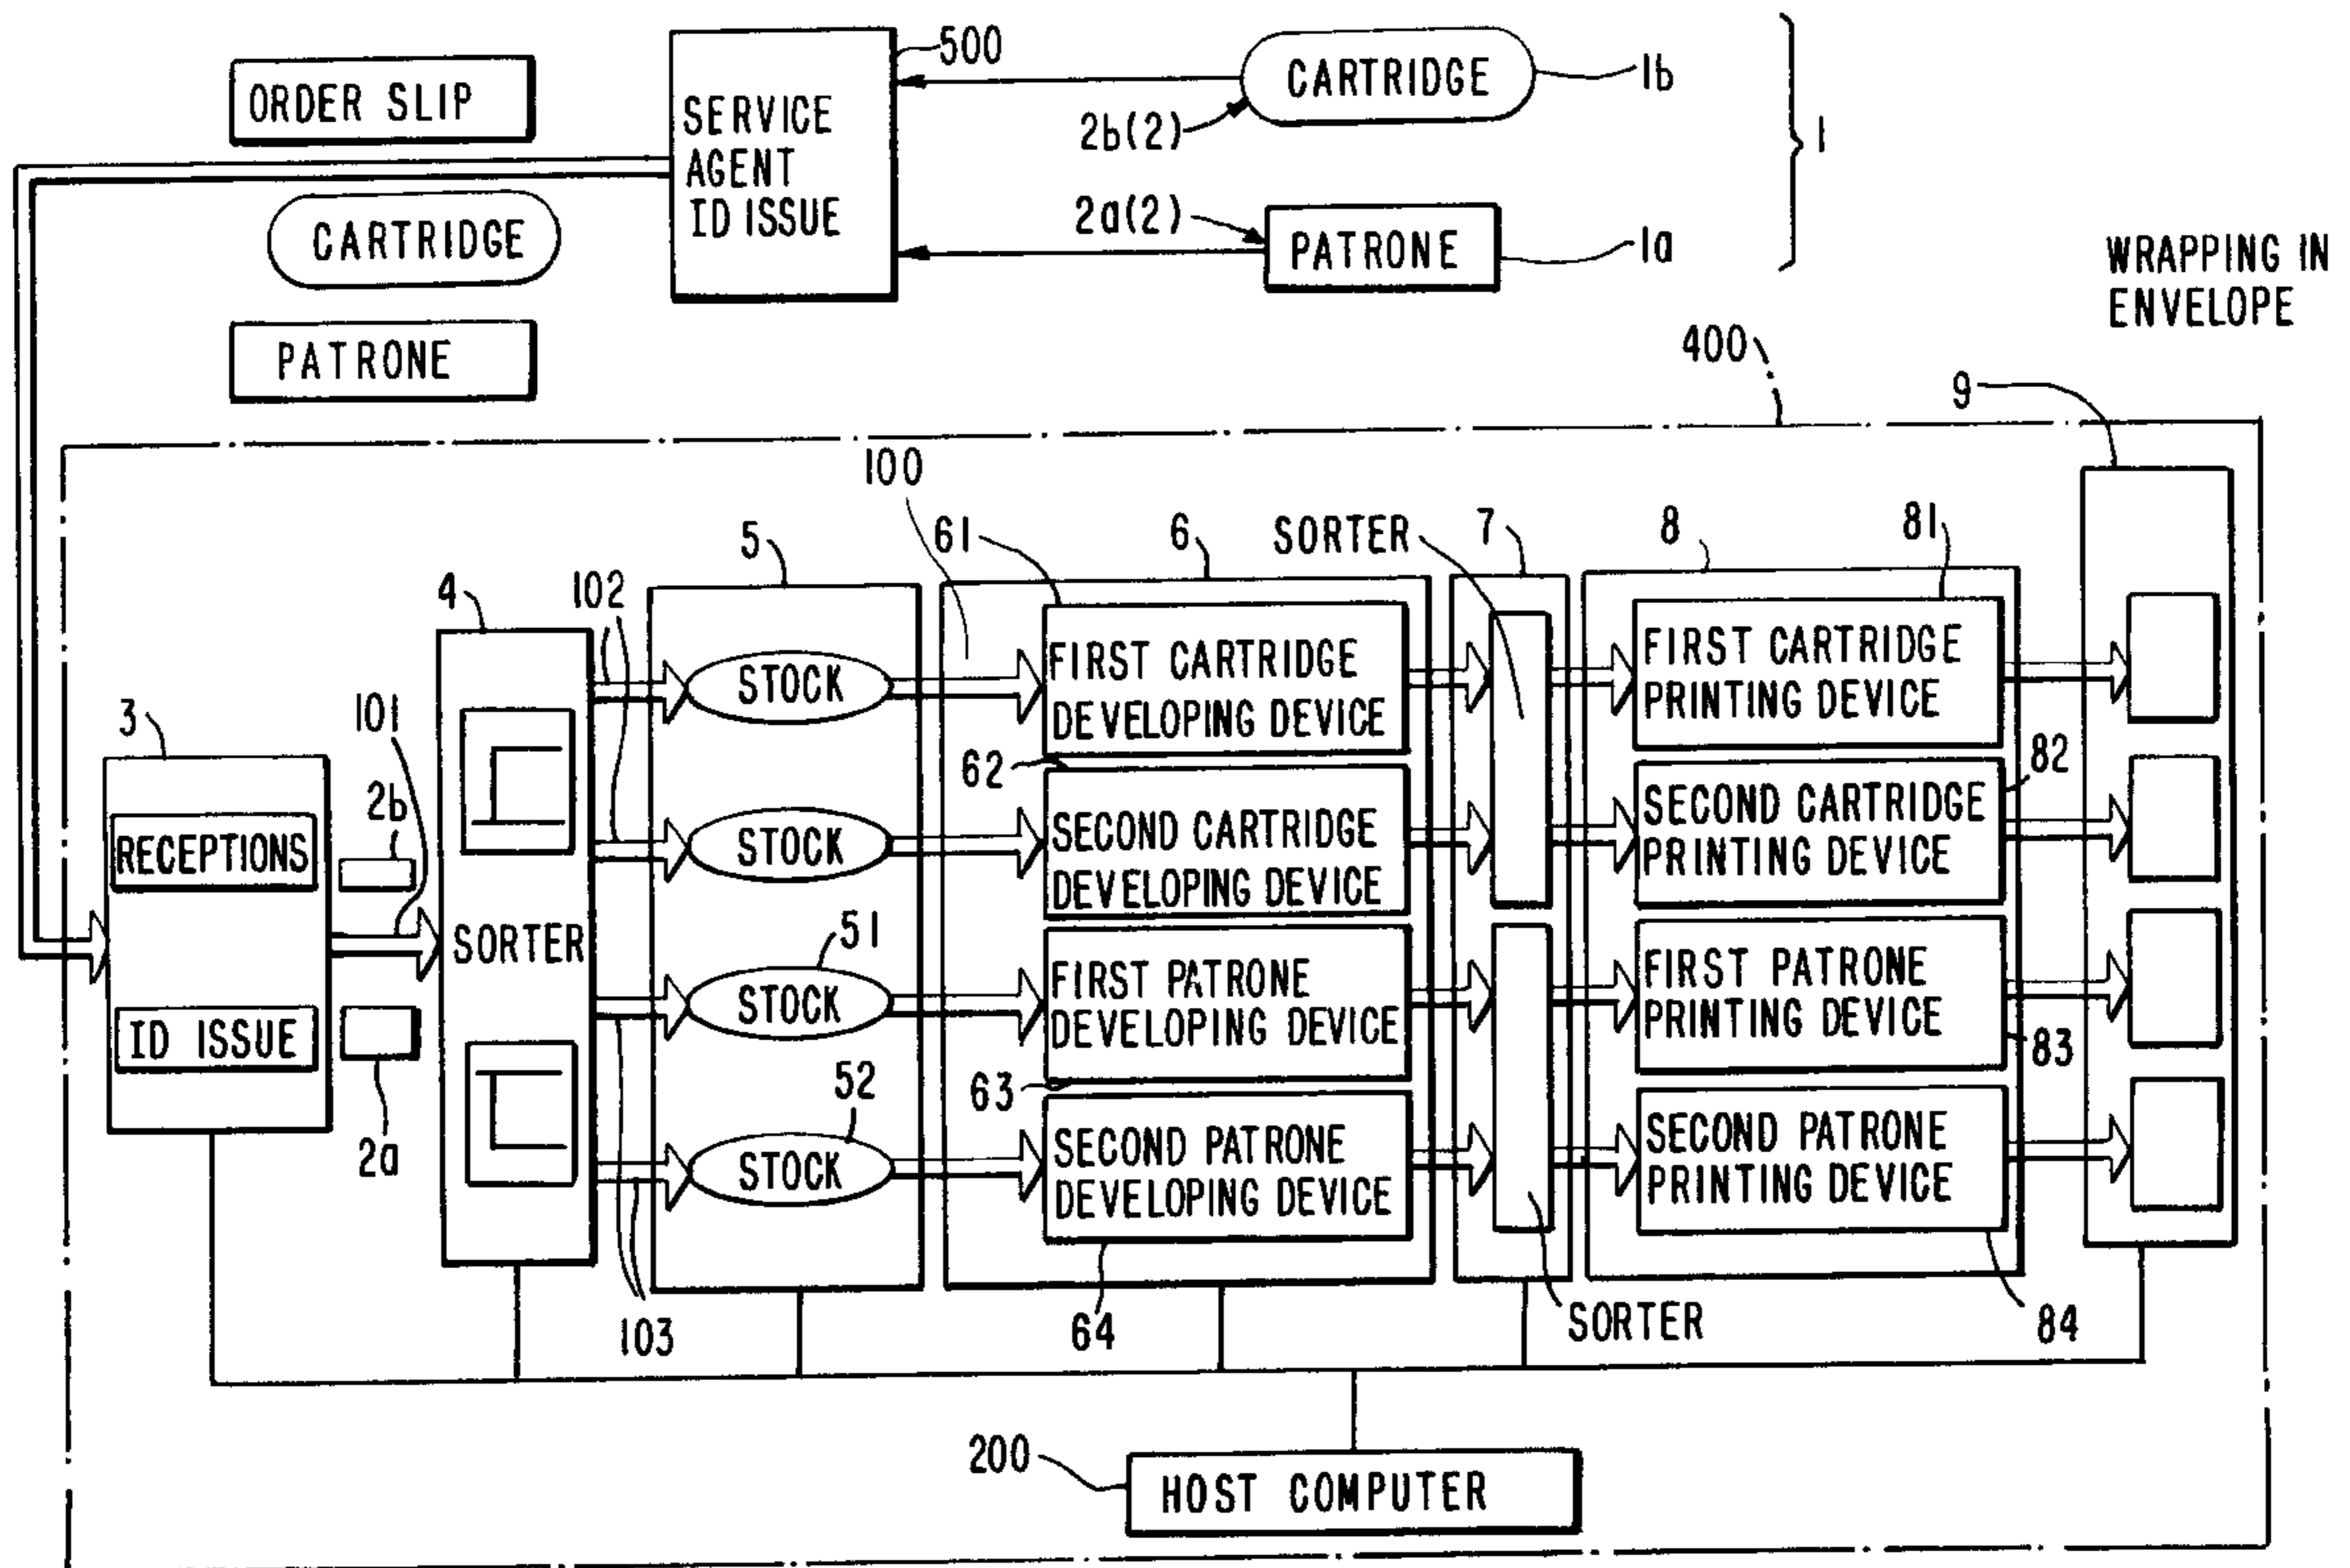 500
ORDER SLIP
SERVICE
AGENT
ID ISSUE
CARTRIDGE
1b
2b(2)
1
2a(2)
PATRONE
1a
CARTRIDGE
PATRONE
WRAPPING IN
ENVELOPE
400
9
100
61
6
SORTER
7
8
81
5
102
4
3
101
2b
RECEPTIONS
ID ISSUE
2a
SORTER
103
STOCK
STOCK
51
STOCK
52
STOCK
FIRST CARTRIDGE
DEVELOPING DEVICE
62
SECOND CARTRIDGE
DEVELOPING DEVICE
FIRST PATRONE
DEVELOPING DEVICE
63
SECOND PATRONE
DEVELOPING DEVICE
64
SORTER
FIRST CARTRIDGE
PRINTING DEVICE
82
SECOND CARTRIDGE
PRINTING DEVICE
FIRST PATRONE
PRINTING DEVICE
83
SECOND PATRONE
PRINTING DEVICE
84
200
HOST COMPUTER